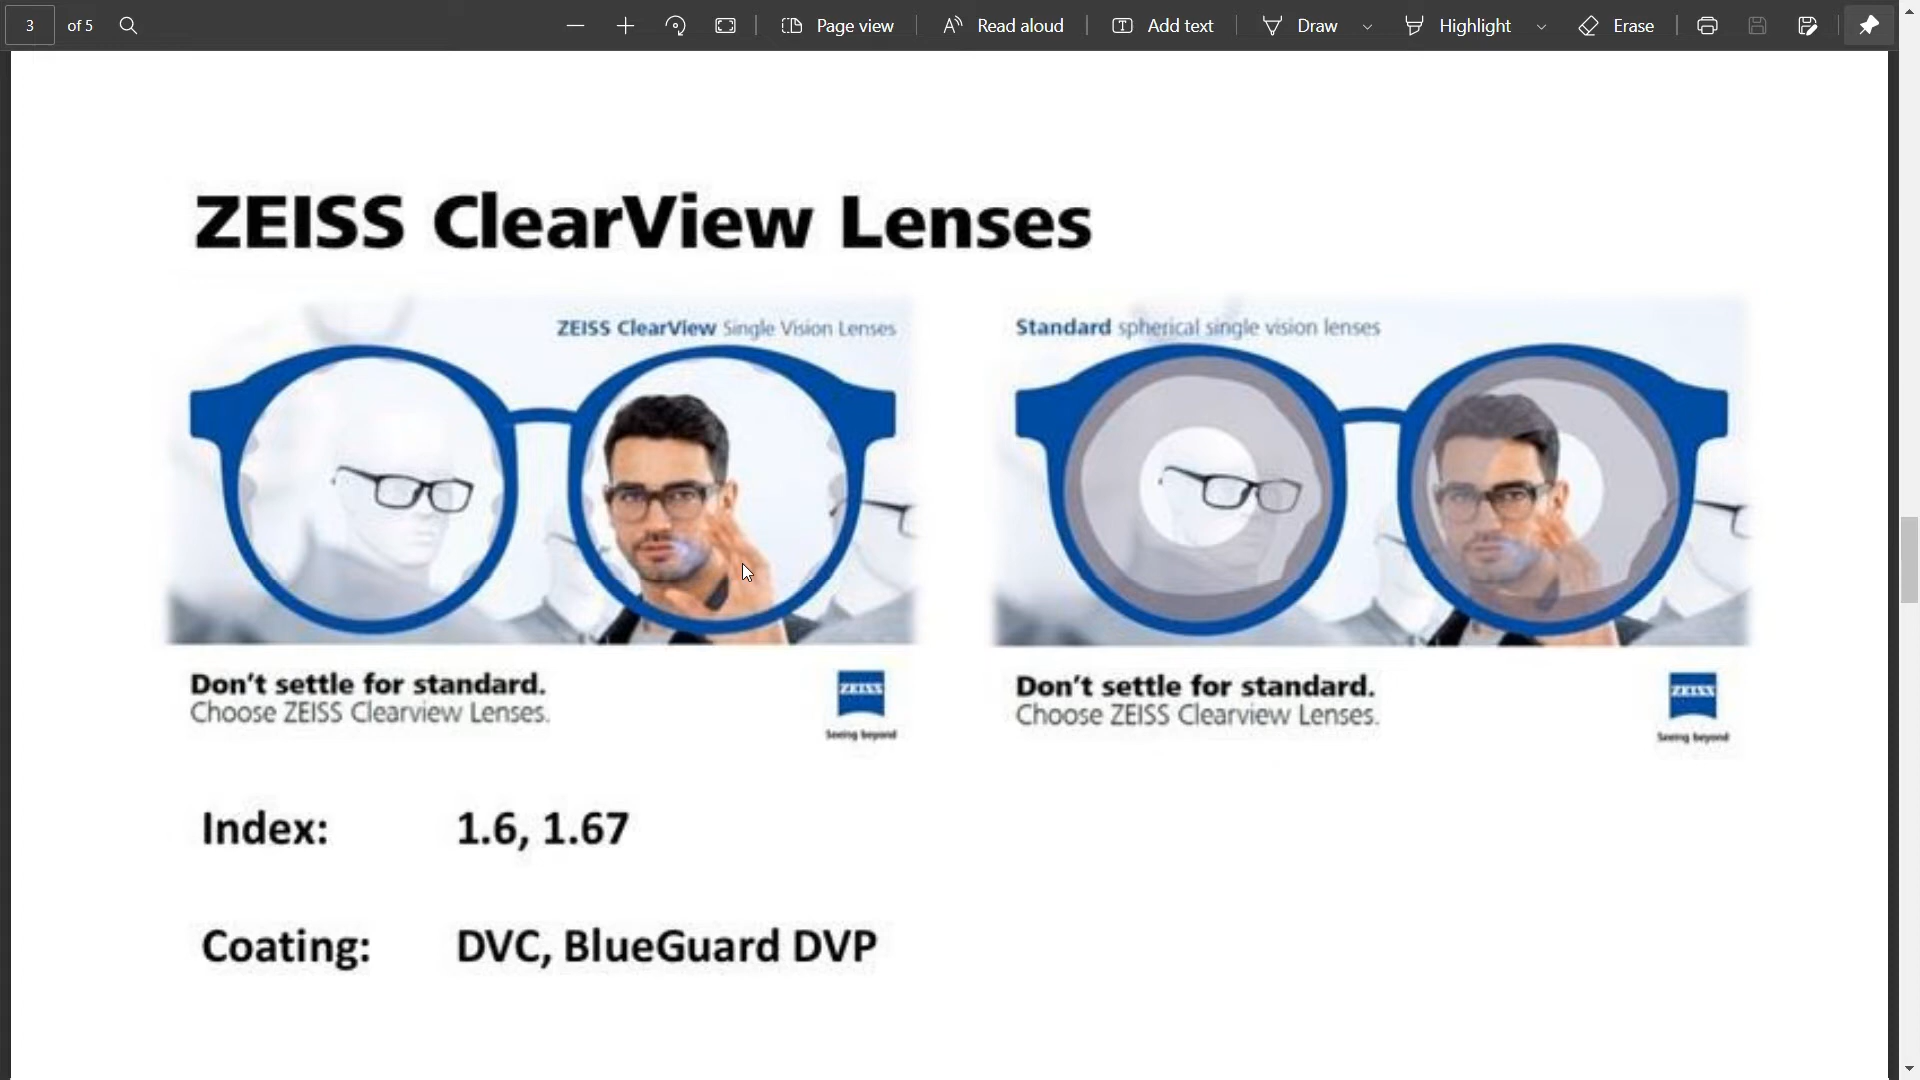 3 of 5 Page view Read aloud Add text Draw Highlight Erase
ZEISS ClearView Lenses
ZEISS ClearView Single Vision Lenses
Standard spherical single vision lenses
Don't settle for standard.
Choose ZEISS Clearview Lenses.
ZEISS
Seeing beyond
Don't settle for standard.
Choose ZEISS Clearview Lenses.
ZEISS
Seeing beyond
Index: 1.6, 1.67
Coating: DVC, BlueGuard DVP